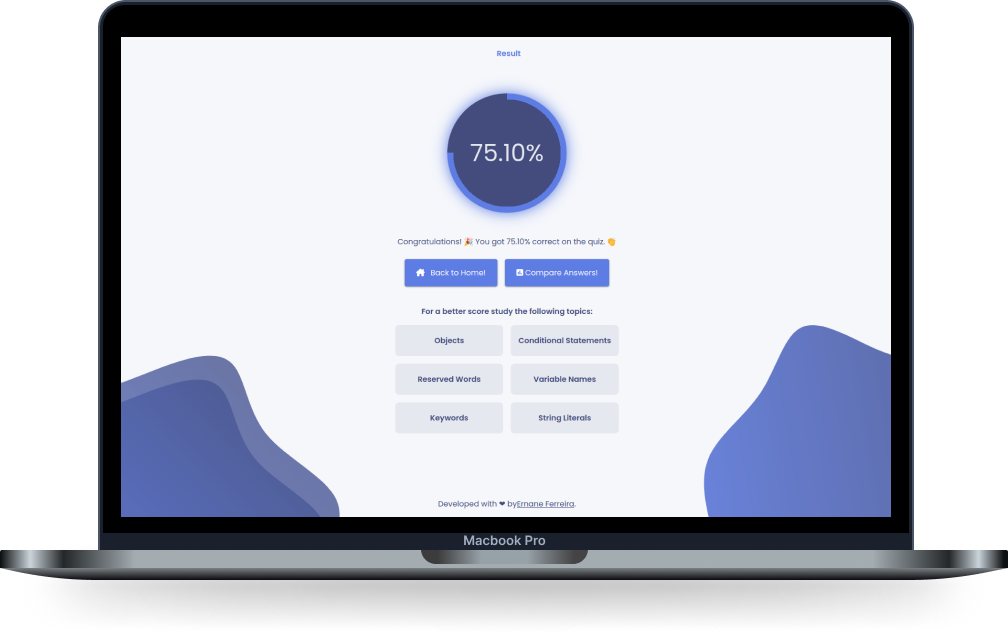 Result
75.10%
Congratulations! 🎉 You got 75.10% correct on the quiz. 👏
Back to Home!
Compare Answers!
For a better score study the following topics:
Objects
Conditional Statements
Reserved Words
Variable Names
Keywords
String Literals
Developed with ❤ byErnane Ferreira.
Macbook Pro